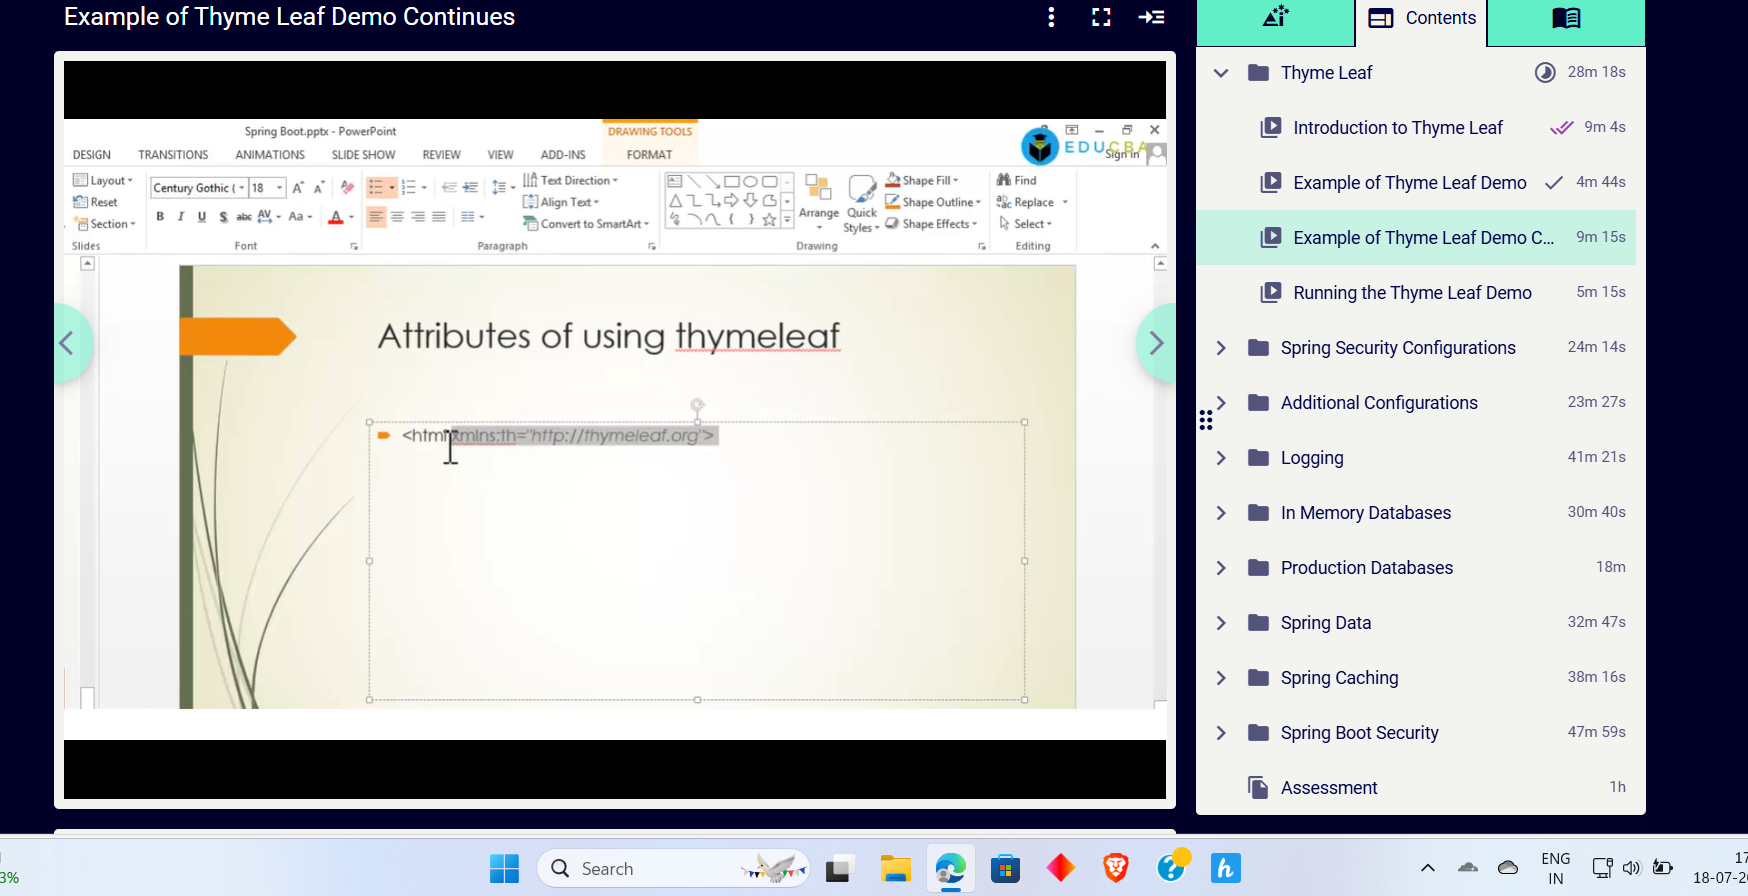 Example of Thyme Leaf Demo Continues
Spring Boot.pptx - PowerPoint
DRAWING TOOLS
DESIGN TRANSITIONS ANIMATIONS SLIDE SHOW REVIEW VIEW ADD-INS FORMAT
EDUCBA
Sign in
Layout
Reset
Section
Slides
Century Gothic ( 18
B I U S abc AV Aa A
Font
Paragraph
Text Direction
Align Text
Convert to SmartArt
Arrange
Quick
Styles
Shape Fill
Shape Outline
Shape Effects
Drawing
Find
Replace
Select
Editing
Attributes of using thymeleaf
<html xmlns:th="http://thymeleaf.org">
Contents
Thyme Leaf 28m 18s
Introduction to Thyme Leaf 9m 4s
Example of Thyme Leaf Demo 4m 44s
Example of Thyme Leaf Demo C... 9m 15s
Running the Thyme Leaf Demo 5m 15s
Spring Security Configurations 24m 14s
Additional Configurations 23m 27s
Logging 41m 21s
In Memory Databases 30m 40s
Production Databases 18m
Spring Data 32m 47s
Spring Caching 38m 16s
Spring Boot Security 47m 59s
Assessment 1h
3%
Search
ENG
IN
17
18-07-20